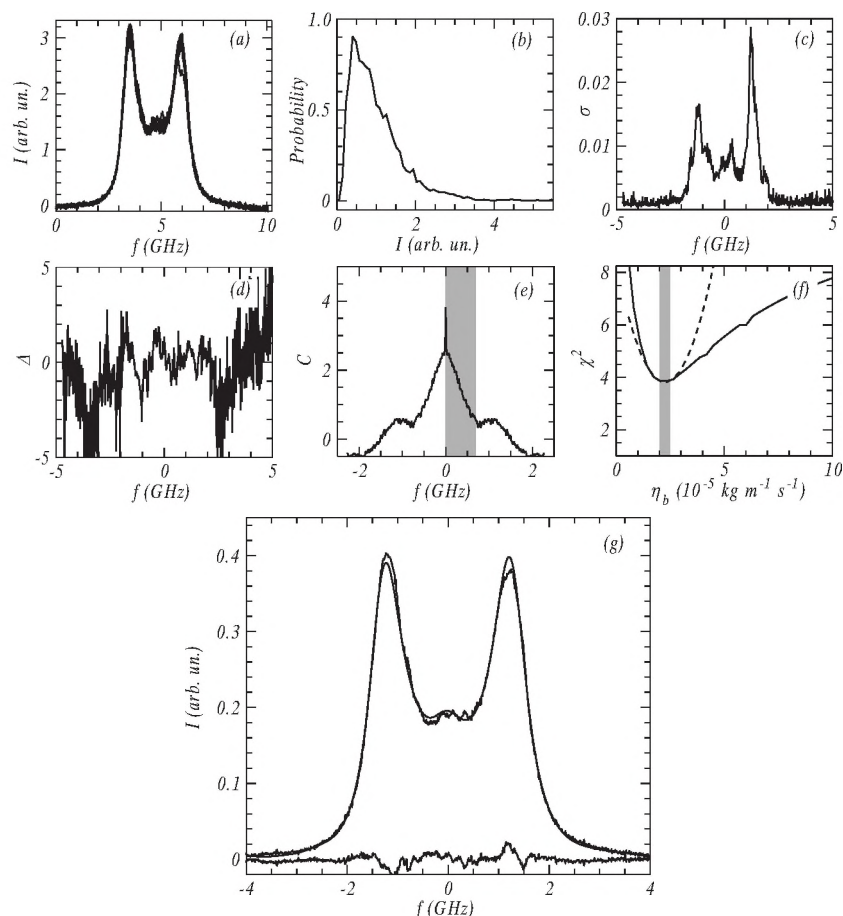 (a)
I (arb. un.)
3
2
1
0
0 5 10
f (GHz)
(b)
Probability
1.0
0.5
0.0
0 2 4
I (arb. un.)
(c)
σ
0.03
0.02
0.01
0.00
-5 0 5
f (GHz)
(d)
Δ
5
0
-5
-5 0 5
f (GHz)
(e)
C
4
2
0
-2 0 2
f (GHz)
(f)
χ²
8
6
4
2
0 5 10
η_b (10⁻⁵ kg m⁻¹ s⁻¹)
(g)
I (arb. un.)
0.4
0.3
0.2
0.1
0
-4 -2 0 2 4
f (GHz)